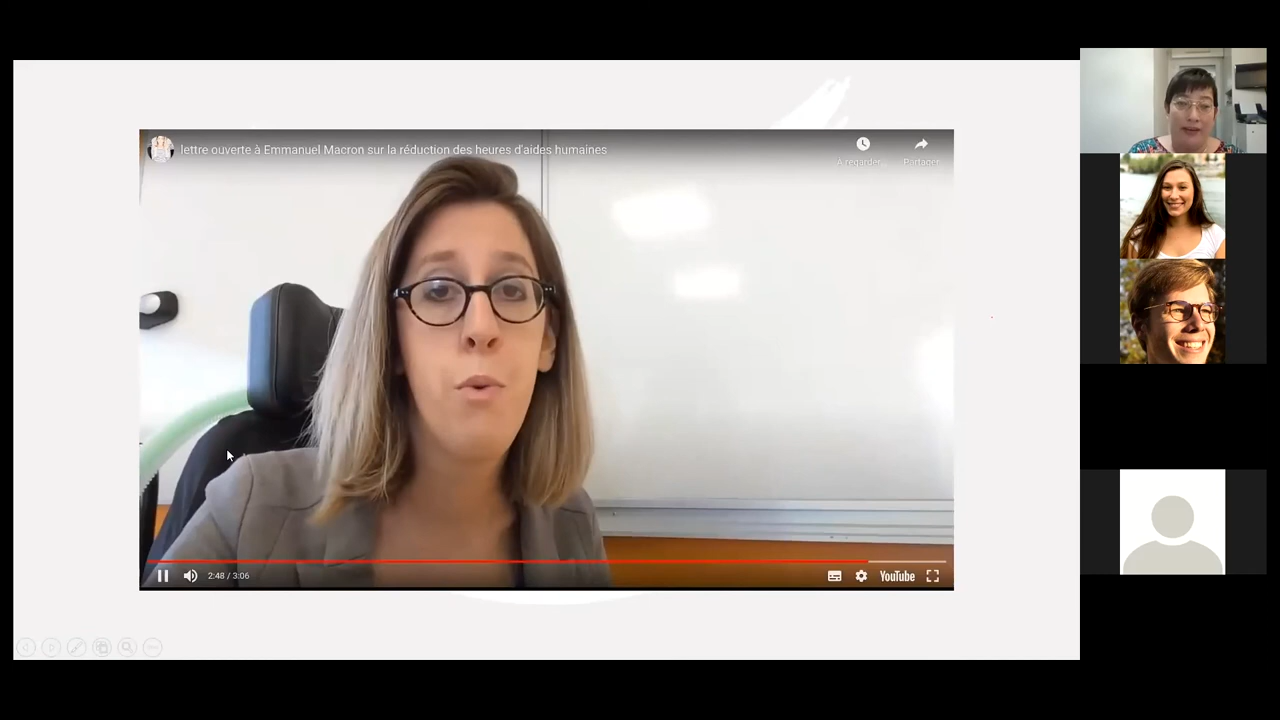 lettre ouverte à Emmanuel Macron sur la réduction des heures d'aides humaines
À regarder...
Partager
2:48 / 3:06
YouTube